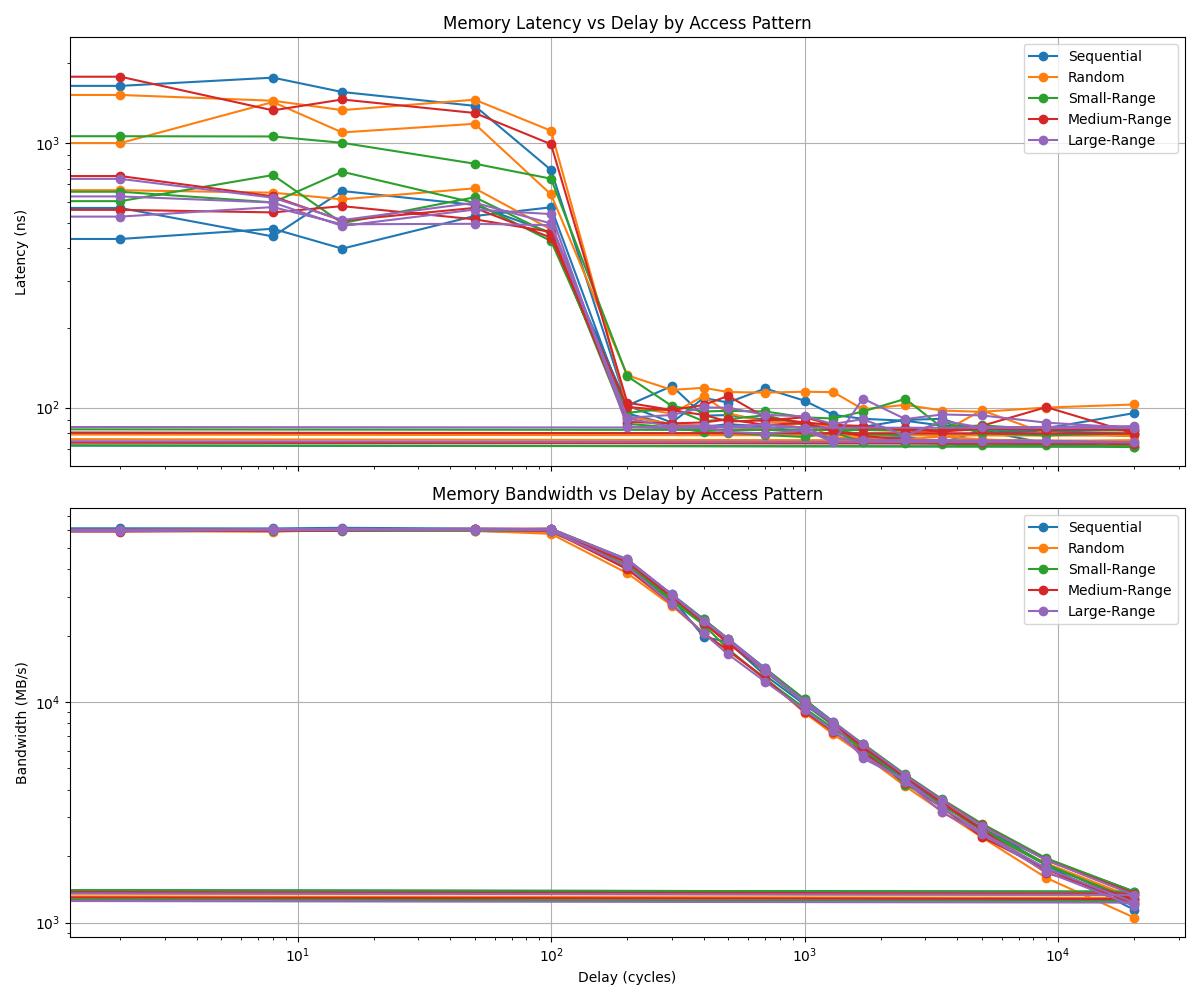 Memory Latency vs Delay by Access Pattern
Latency (ns)
10³
10²
Sequential
Random
Small-Range
Medium-Range
Large-Range
Memory Bandwidth vs Delay by Access Pattern
Bandwidth (MB/s)
10⁴
10³
Sequential
Random
Small-Range
Medium-Range
Large-Range
10¹ 10² 10³ 10⁴
Delay (cycles)